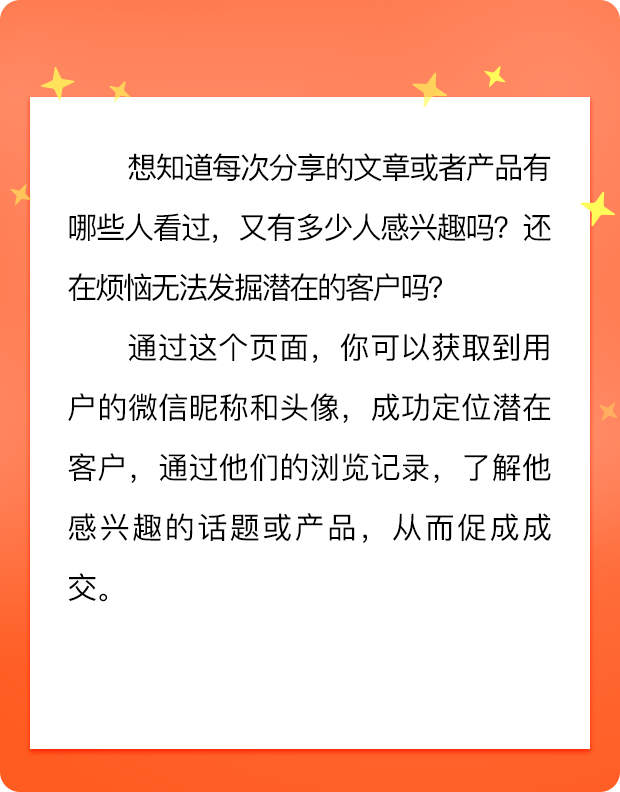 想知道每次分享的文章或者产品有
哪些人看过，又有多少人感兴趣吗？还
在烦恼无法发掘潜在的客户吗？
通过这个页面，你可以获取到用
户的微信昵称和头像，成功定位潜在
客户，通过他们的浏览记录，了解他
感兴趣的话题或产品，从而促成成
交。